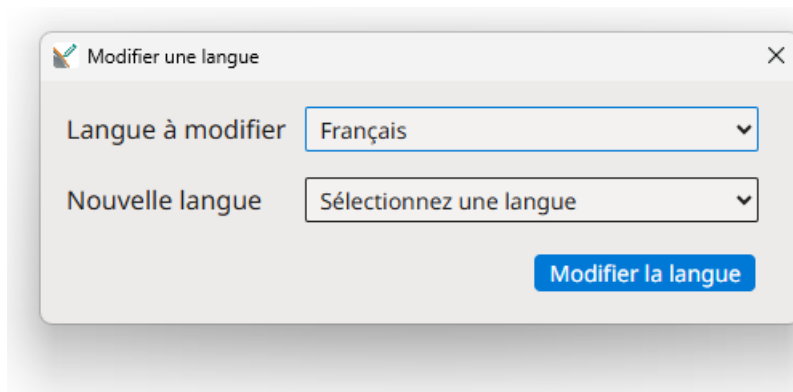 Modifier une langue
Langue à modifier Français
Nouvelle langue Sélectionnez une langue
Modifier la langue